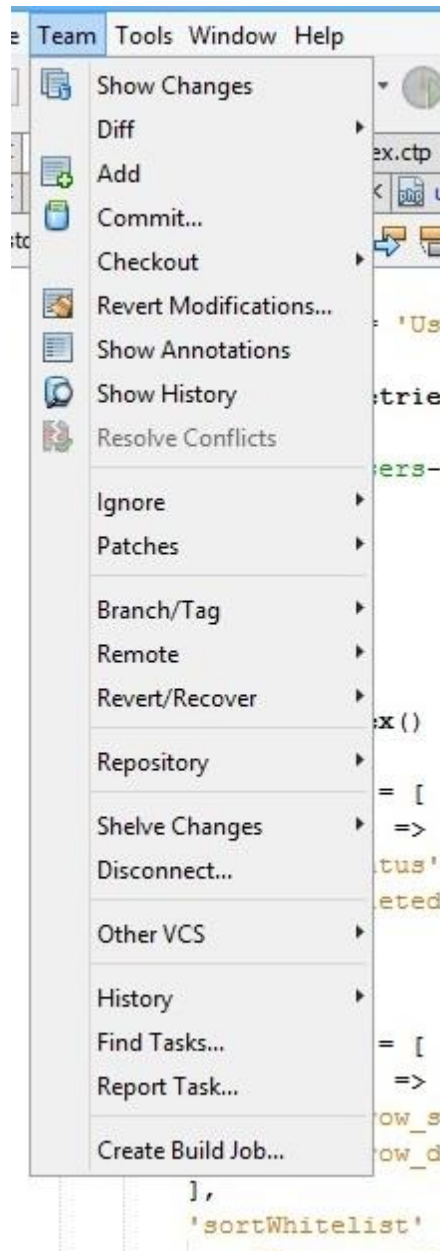 e Team Tools Window Help
Show Changes
Diff
ex.ctp
Add
Commit...
Checkout
Revert Modifications...
= 'Us
Show Annotations
Show History
trie
Resolve Conflicts
ers-
Ignore
Patches
Branch/Tag
Remote
Revert/Recover
x()
Repository
= [
Shelve Changes
=>
Disconnect...
tus'
eted
Other VCS
History
Find Tasks...
= [
Report Task...
=>
ow_s
Create Build Job...
ow_d
],
'sortWhitelist'